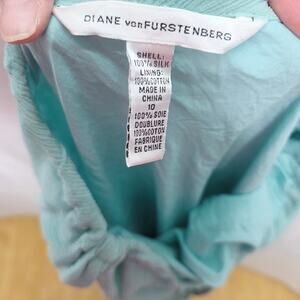 DIANE VON FURSTENBERG
SHELL:
100% SILK
LINING:
100% COTTON
MADE IN
CHINA
10
100% SOIE
DOUBLURE
100% COTON
FABRIQUE
EN CHINE